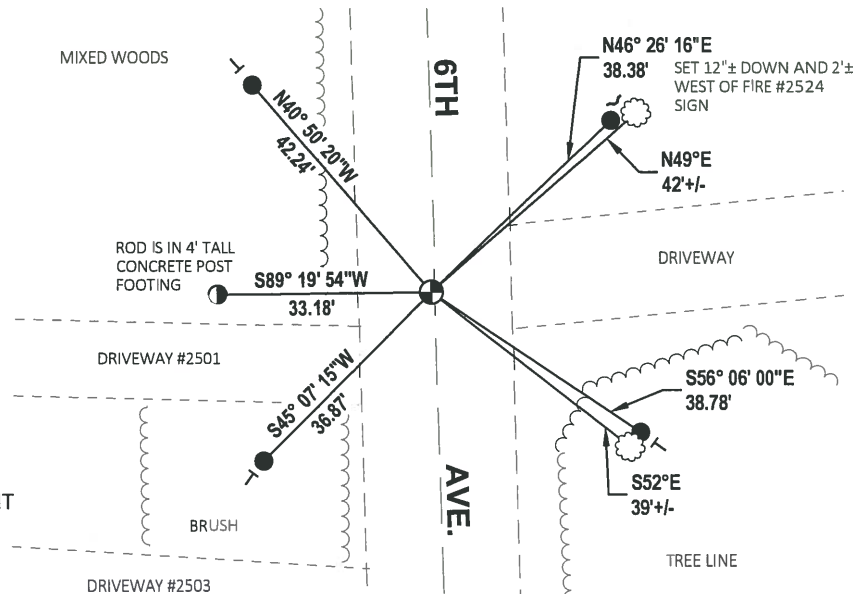 MIXED WOODS
6TH
N46° 26' 16"E
38.38'
SET 12"± DOWN AND 2'±
WEST OF FIRE #2524
SIGN
N40° 50' 20"W
42.24'
N49°E
42'+/-
ROD IS IN 4' TALL
CONCRETE POST
FOOTING
S89° 19' 54"W
33.18'
DRIVEWAY
DRIVEWAY #2501
S45° 07' 15"W
36.87'
S56° 06' 00"E
38.78'
AVE.
S52°E
39'+/-
BRUSH
TREE LINE
DRIVEWAY #2503